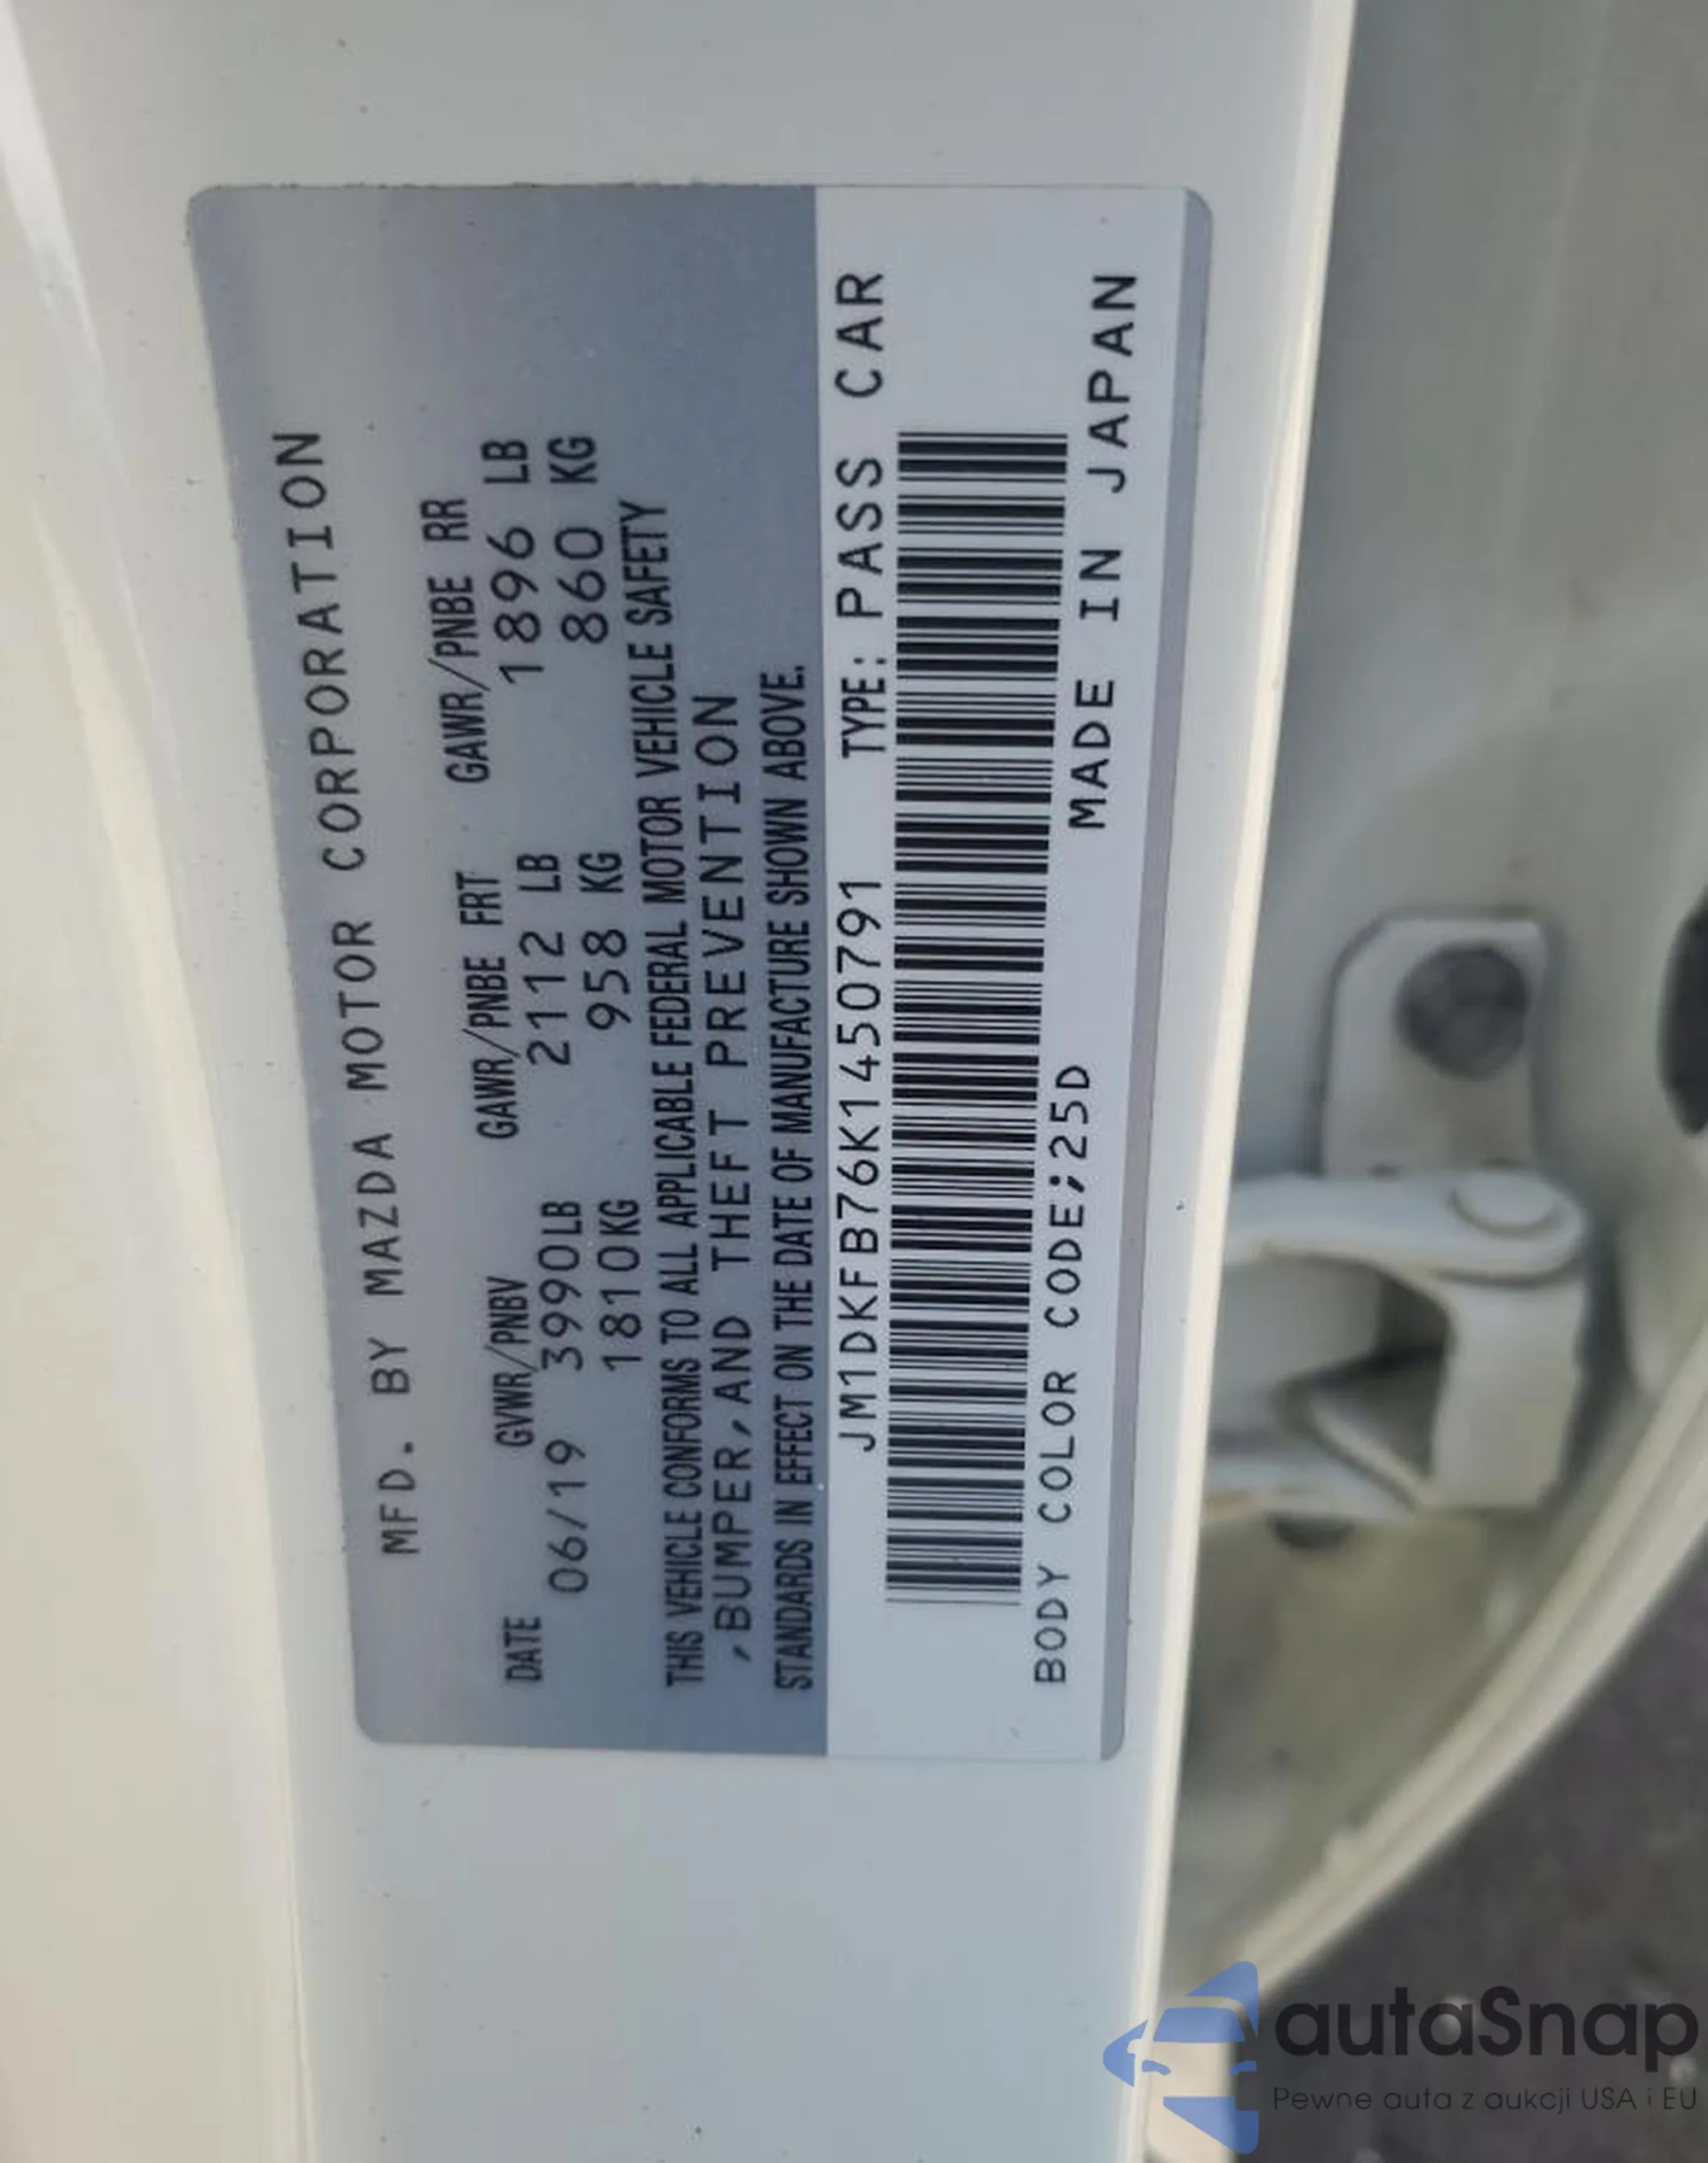 MFD. BY MAZDA MOTOR CORPORATION
DATE GVWR/PNBV GAWR/PNBE FRT GAWR/PNBE RR
06/19 3990LB 2112 LB 1896 LB
1810KG 958 KG 860 KG
THIS VEHICLE CONFORMS TO ALL APPLICABLE FEDERAL MOTOR VEHICLE SAFETY
,BUMPER,AND THEFT PREVENTION
STANDARDS IN EFFECT ON THE DATE OF MANUFACTURE SHOWN ABOVE.
JM1DKFB76K1450791 TYPE: PASS CAR
BODY COLOR CODE;25D MADE IN JAPAN
autaSnap
Pewne auta z aukcji USA i EU